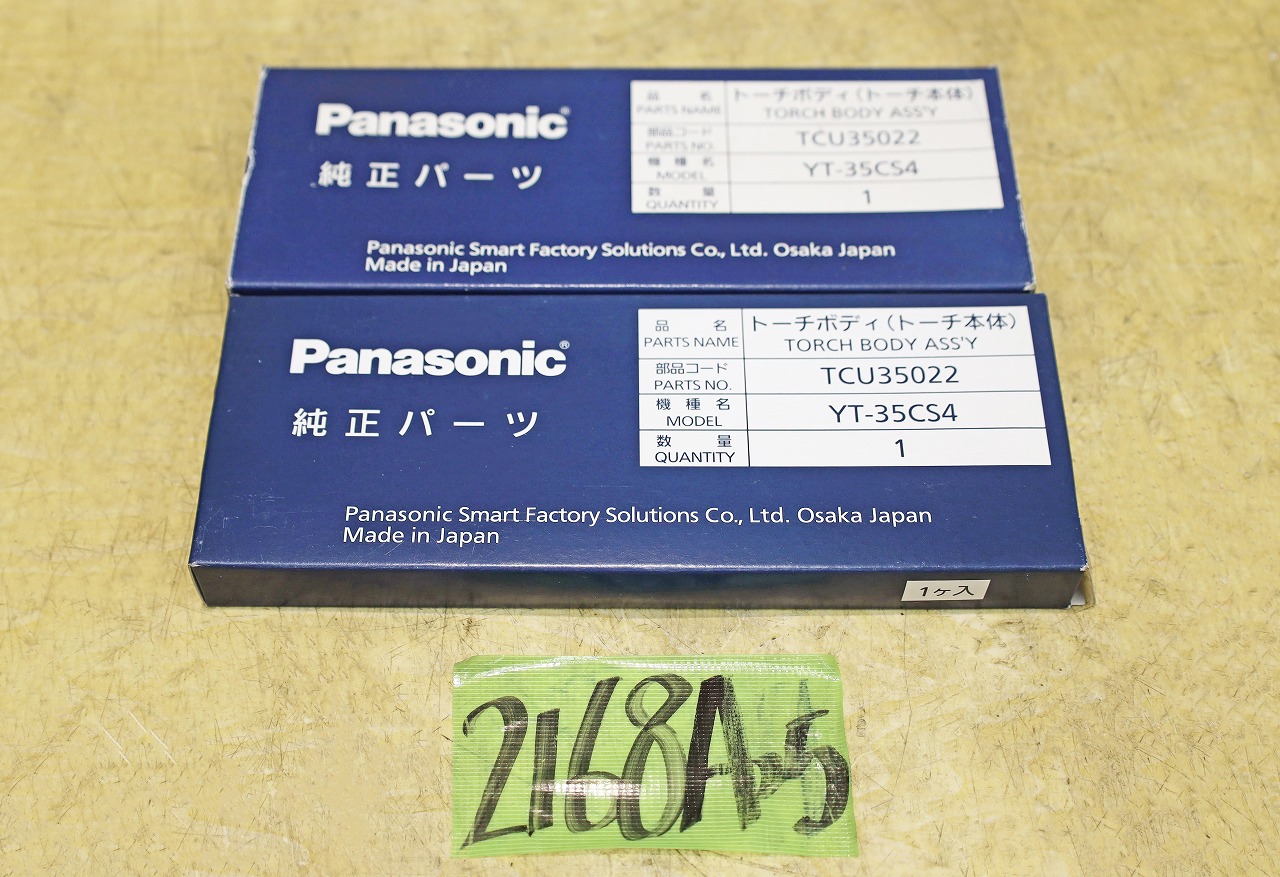 Panasonic®
純正パーツ
品名 トーチボディ(トーチ本体)
PARTS NAME TORCH BODY ASS'Y
部品コード
PARTS NO. TCU35022
機種名
MODEL YT-35CS4
数量
QUANTITY 1
Panasonic Smart Factory Solutions Co., Ltd. Osaka Japan
Made in Japan
Panasonic®
純正パーツ
品名 トーチボディ(トーチ本体)
PARTS NAME TORCH BODY ASS'Y
部品コード
PARTS NO. TCU35022
機種名
MODEL YT-35CS4
数量
QUANTITY 1
Panasonic Smart Factory Solutions Co., Ltd. Osaka Japan
Made in Japan
1ヶ入
2168A-5